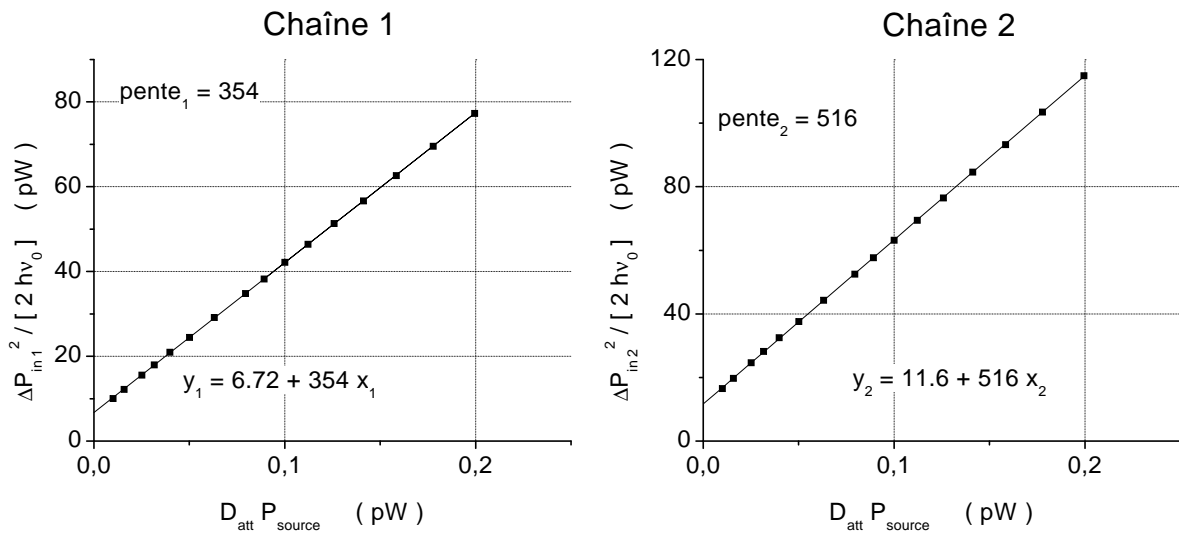 Chaîne 1
80
60
40
20
0
0,0
0,1
0,2
pente1 = 354
y1 = 6.72 + 354 x1
ΔPin1² / [ 2 hν0 ] ( pW )
Datt Psource ( pW )
Chaîne 2
120
80
40
0
0,0
0,1
0,2
pente2 = 516
y2 = 11.6 + 516 x2
ΔPin2² / [ 2 hν0 ] ( pW )
Datt Psource ( pW )